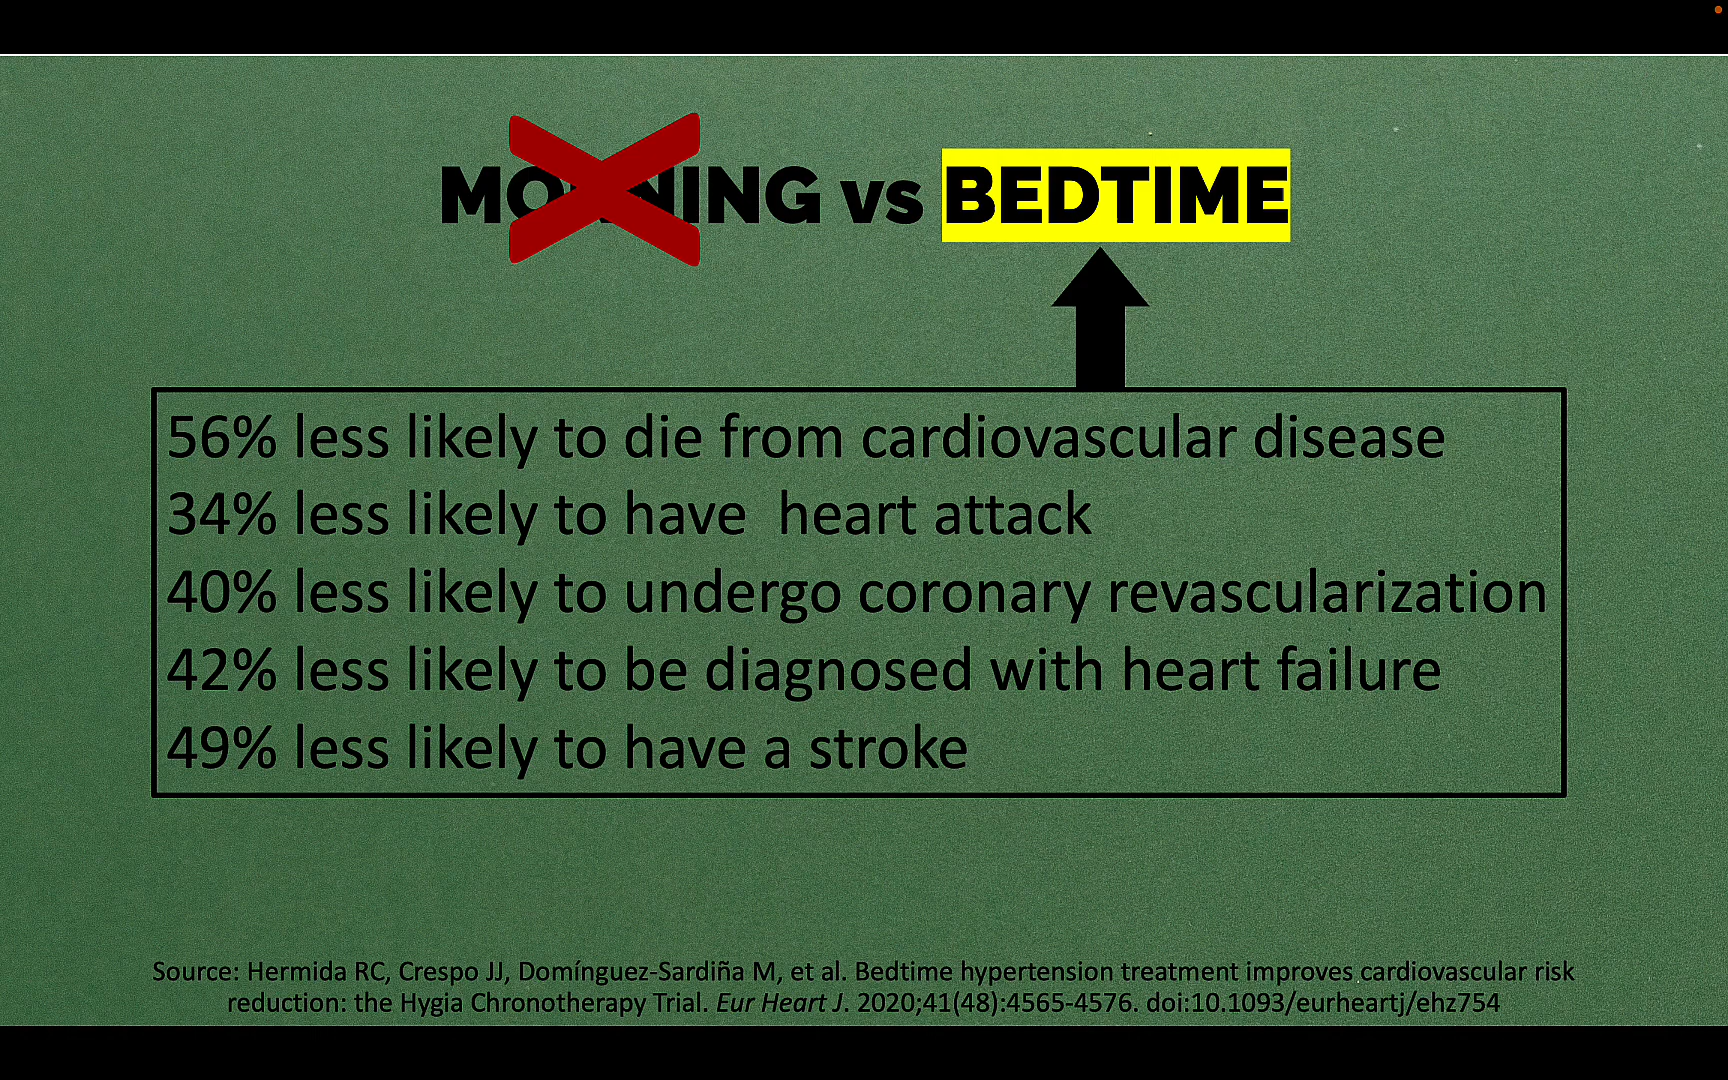 MORNING vs BEDTIME
56% less likely to die from cardiovascular disease
34% less likely to have  heart attack
40% less likely to undergo coronary revascularization
42% less likely to be diagnosed with heart failure
49% less likely to have a stroke
Source: Hermida RC, Crespo JJ, Domínguez-Sardiña M, et al. Bedtime hypertension treatment improves cardiovascular risk
reduction: the Hygia Chronotherapy Trial. Eur Heart J. 2020;41(48):4565-4576. doi:10.1093/eurheartj/ehz754